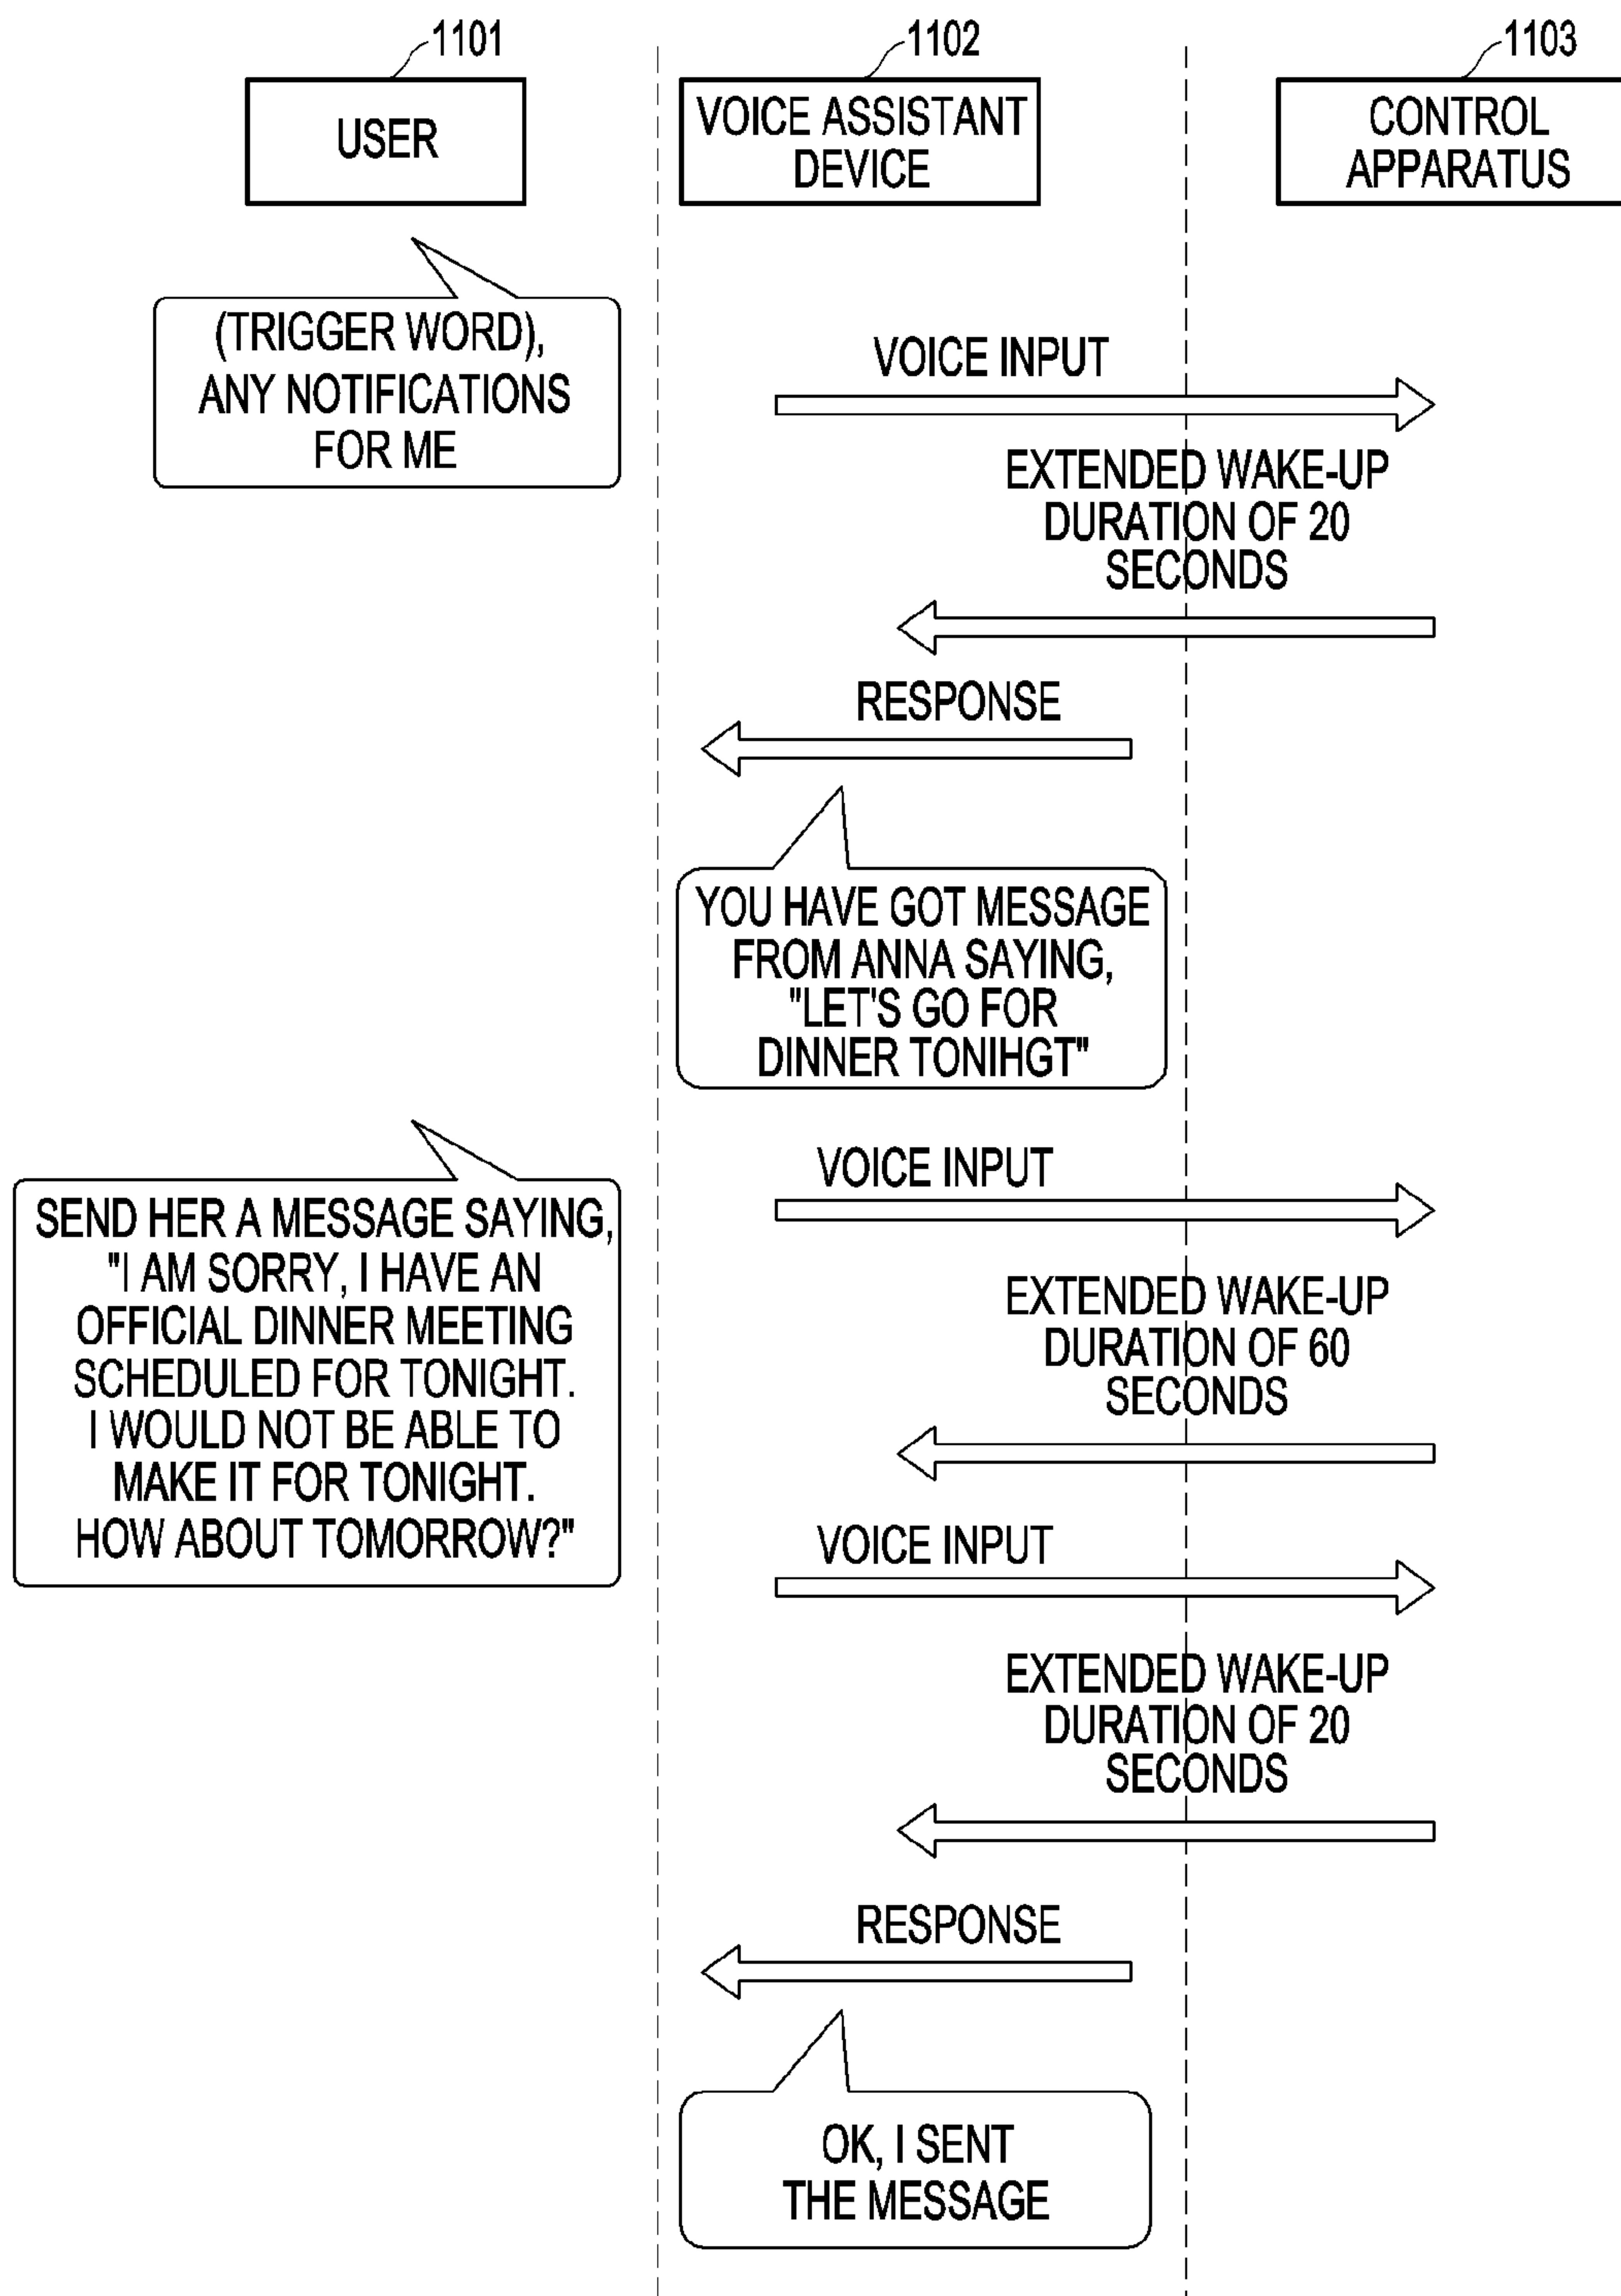 1101
1102
1103
USER
VOICE ASSISTANT
DEVICE
CONTROL
APPARATUS
(TRIGGER WORD),
ANY NOTIFICATIONS
FOR ME
VOICE INPUT
EXTENDED WAKE-UP
DURATION OF 20
SECONDS
RESPONSE
YOU HAVE GOT MESSAGE
FROM ANNA SAYING,
"LET'S GO FOR
DINNER TONIHGT"
SEND HER A MESSAGE SAYING,
"I AM SORRY, I HAVE AN
OFFICIAL DINNER MEETING
SCHEDULED FOR TONIGHT.
I WOULD NOT BE ABLE TO
MAKE IT FOR TONIGHT.
HOW ABOUT TOMORROW?"
VOICE INPUT
EXTENDED WAKE-UP
DURATION OF 60
SECONDS
VOICE INPUT
EXTENDED WAKE-UP
DURATION OF 20
SECONDS
RESPONSE
OK, I SENT
THE MESSAGE